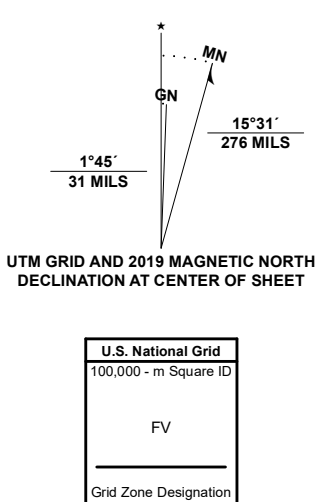 ★
MN
GN
15°31´
276 MILS
1°45´
31 MILS
UTM GRID AND 2019 MAGNETIC NORTH
DECLINATION AT CENTER OF SHEET
U.S. National Grid
100,000 - m Square ID
FV
Grid Zone Designation